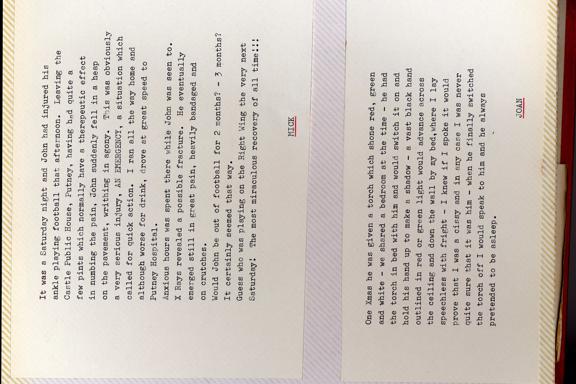 It was a Saturday night and John had injured his
ankle playing football that afternoon. Leaving the
Castle Public House, Putney, having had quite a
few pints which normally have a therapeutic effect
in numbing the pain, John suddenly fell in a heap
on the pavement, writhing in agony. This was obviously
a very serious injury, AN EMERGENCY, a situation which
called for quick action. I ran all the way home and
although worse for drink, drove at great speed to
Putney Hospital.
Anxious hours was spent there while John was seen to.
X Rays revealed a possible fracture. He eventually
emerged still in great pain, heavily bandaged and
on crutches.
Would John be out of football for 2 months? - 3 months?
It certainly seemed that way.
Guess who was playing on the Right Wing the very next
Saturday: The most miraculous recovery of all time!!!
MICK
One Xmas he was given a torch which shone red, green
and white - we shared a bedroom at the time - he had
the torch in bed with him and would switch it on and
hold his hand up to make a shadow - a vast black hand
outlined in red or green light would advance across
the ceiling and down the wall by my bed,where I lay
speechless with fright - I knew if I spoke it would
prove that I was a cissy and in any case I was never
quite sure that it was him - when he finally switched
the torch off I would speak to him and he always
pretended to be asleep.
JOAN